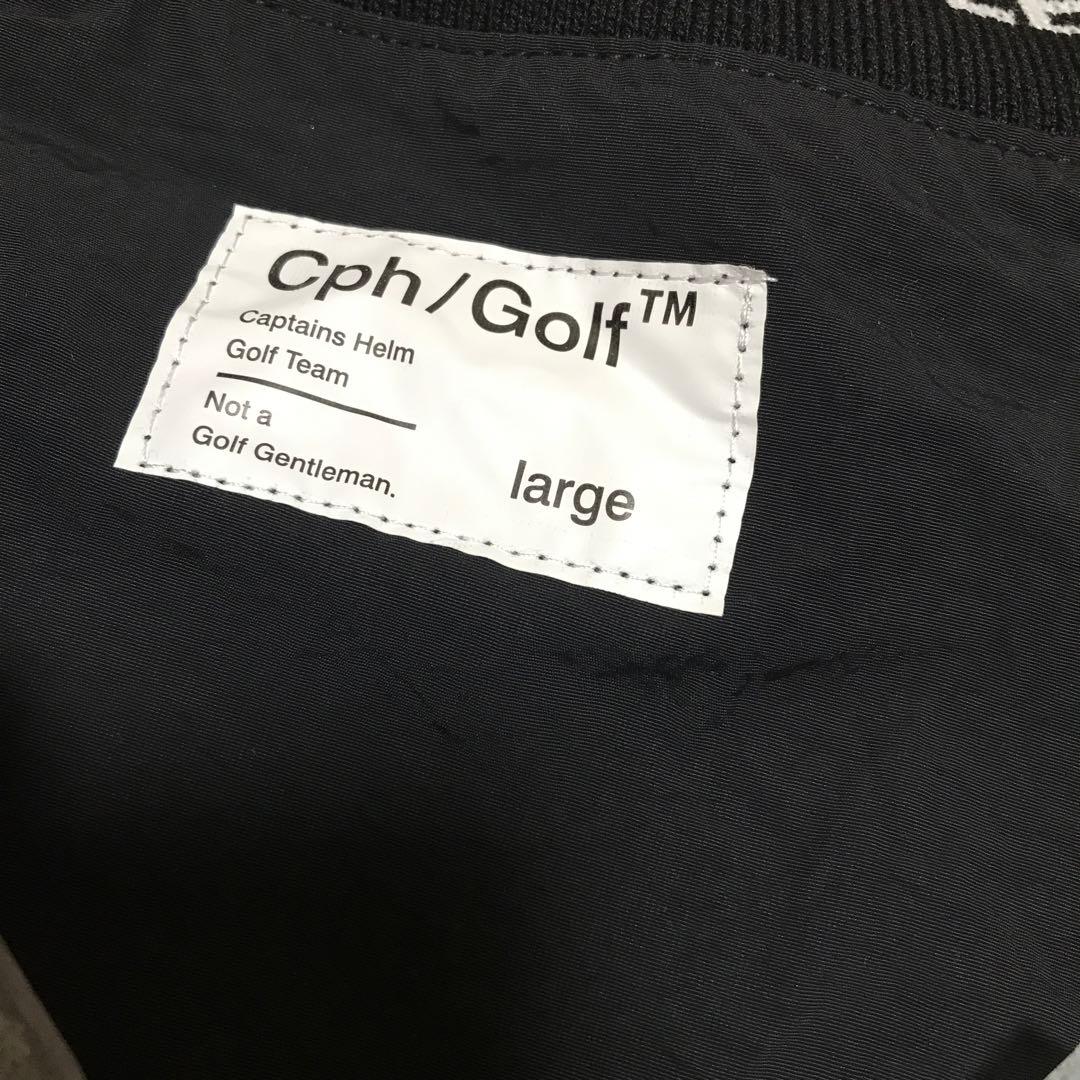 Cph/Golf™
Captains Helm
Golf Team
Not a
Golf Gentleman.
large